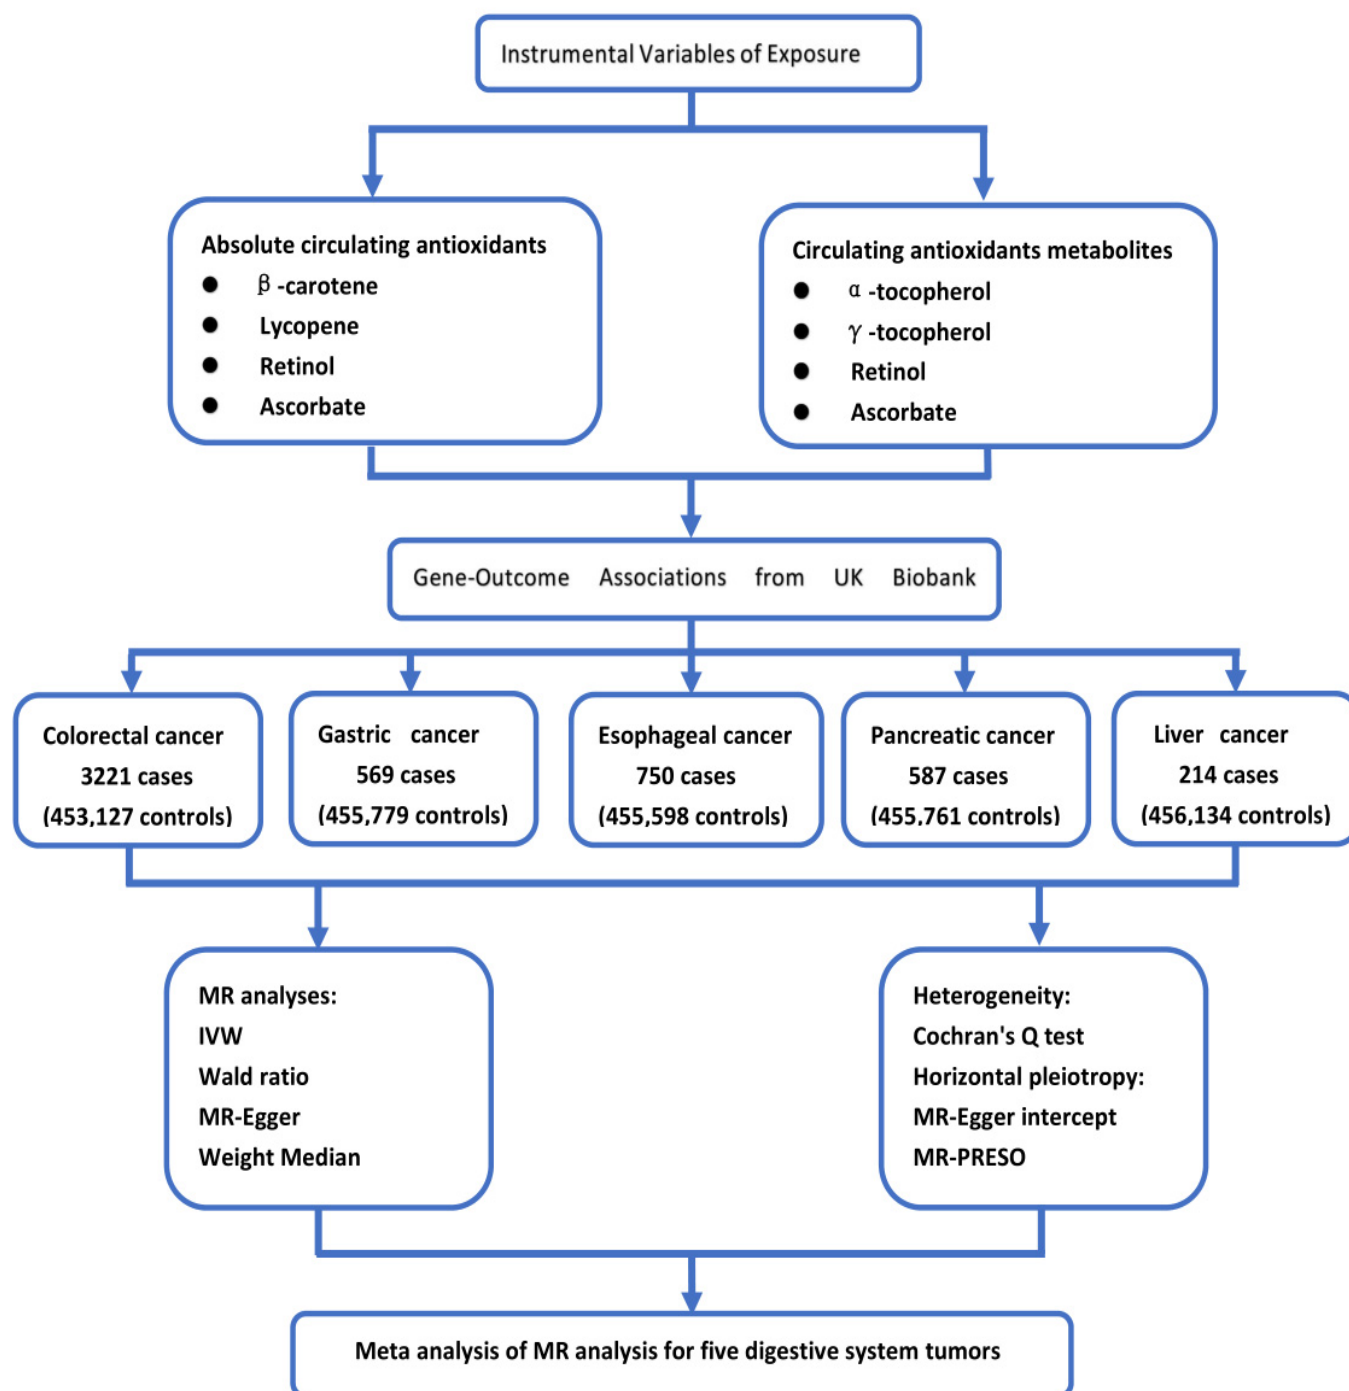 Instrumental Variables of Exposure
Absolute circulating antioxidants
● β-carotene
● Lycopene
● Retinol
● Ascorbate
Circulating antioxidants metabolites
● α-tocopherol
● γ-tocopherol
● Retinol
● Ascorbate
Gene-Outcome Associations from UK Biobank
Colorectal cancer
3221 cases
(453,127 controls)
Gastric cancer
569 cases
(455,779 controls)
Esophageal cancer
750 cases
(455,598 controls)
Pancreatic cancer
587 cases
(455,761 controls)
Liver cancer
214 cases
(456,134 controls)
MR analyses:
IVW
Wald ratio
MR-Egger
Weight Median
Heterogeneity:
Cochran's Q test
Horizontal pleiotropy:
MR-Egger intercept
MR-PRESO
Meta analysis of MR analysis for five digestive system tumors